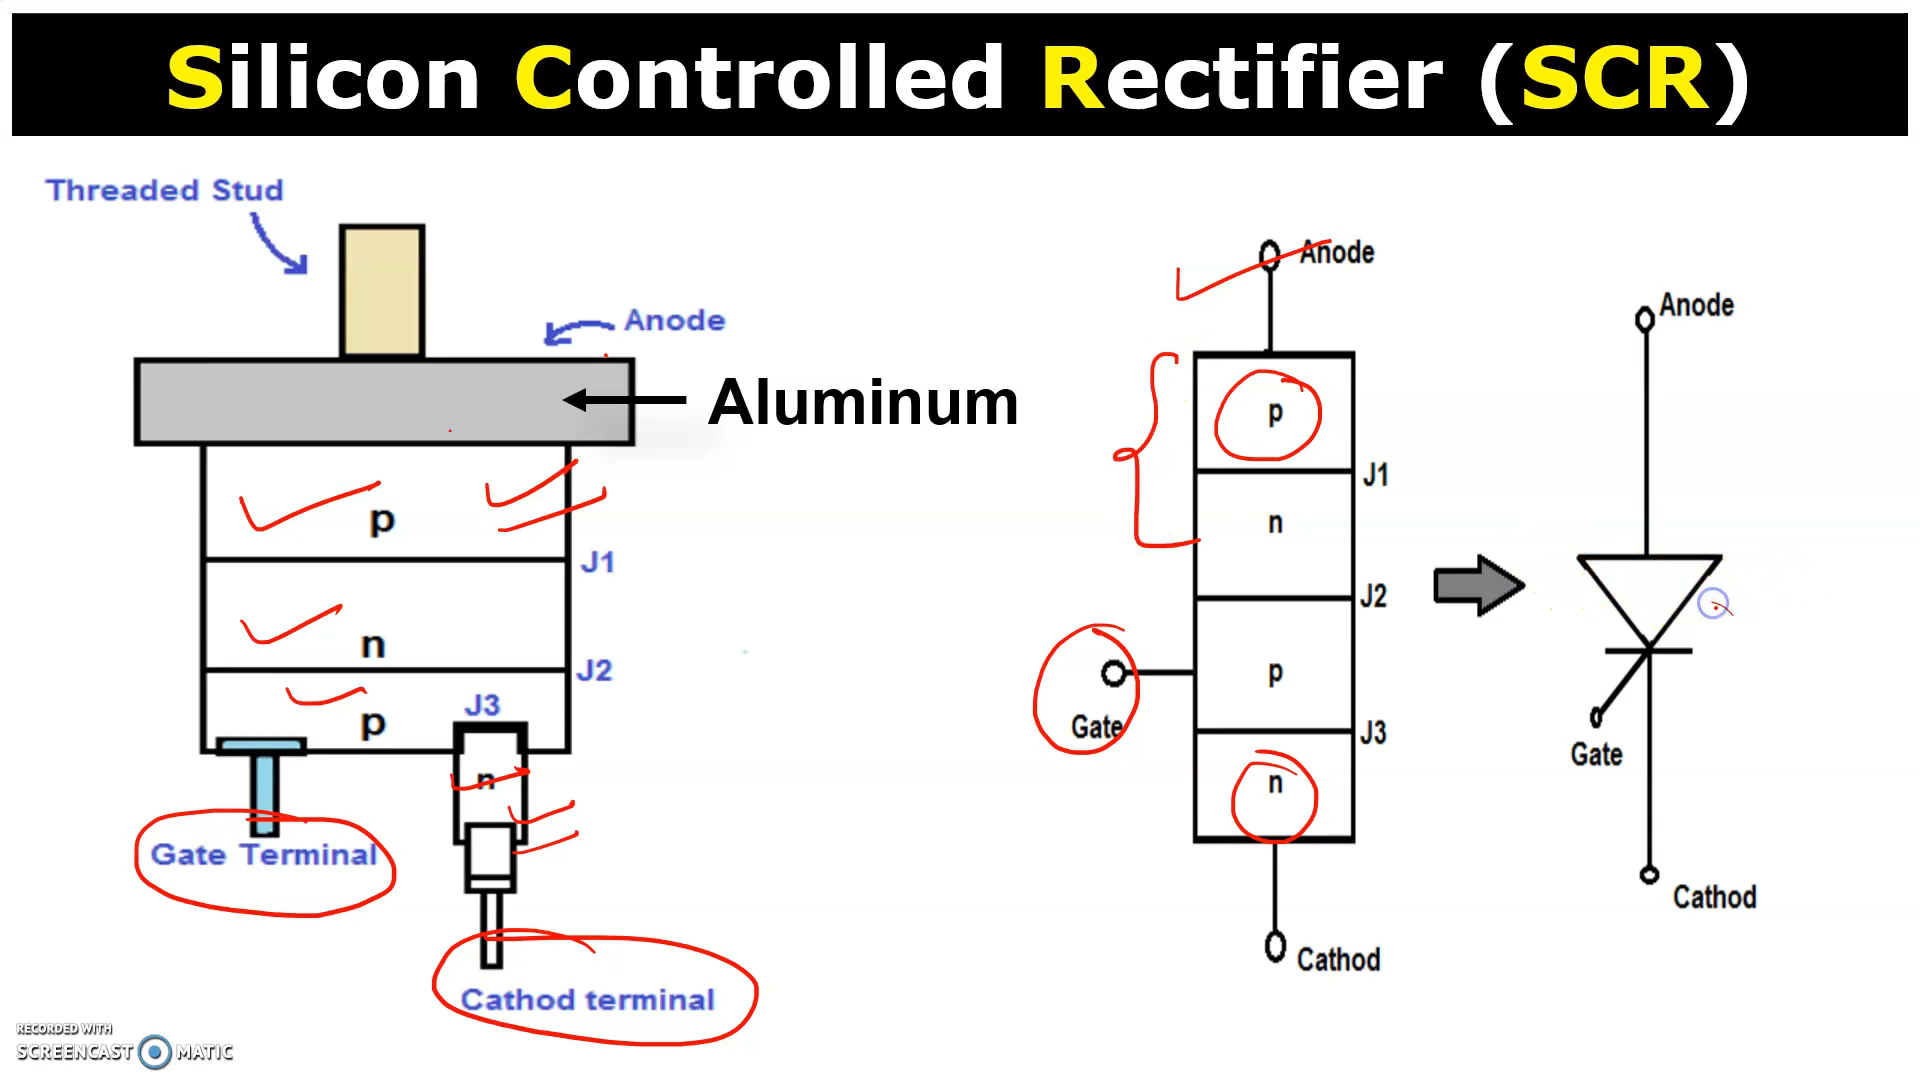 Silicon Controlled Rectifier (SCR)
Threaded Stud
Anode
Aluminum
p
J1
n
J2
J3
p
n
Gate Terminal
Cathod terminal
Anode
p
J1
n
J2
p
Gate
J3
n
Cathod
Anode
Gate
Cathod
RECORDED WITH
SCREENCAST MATIC